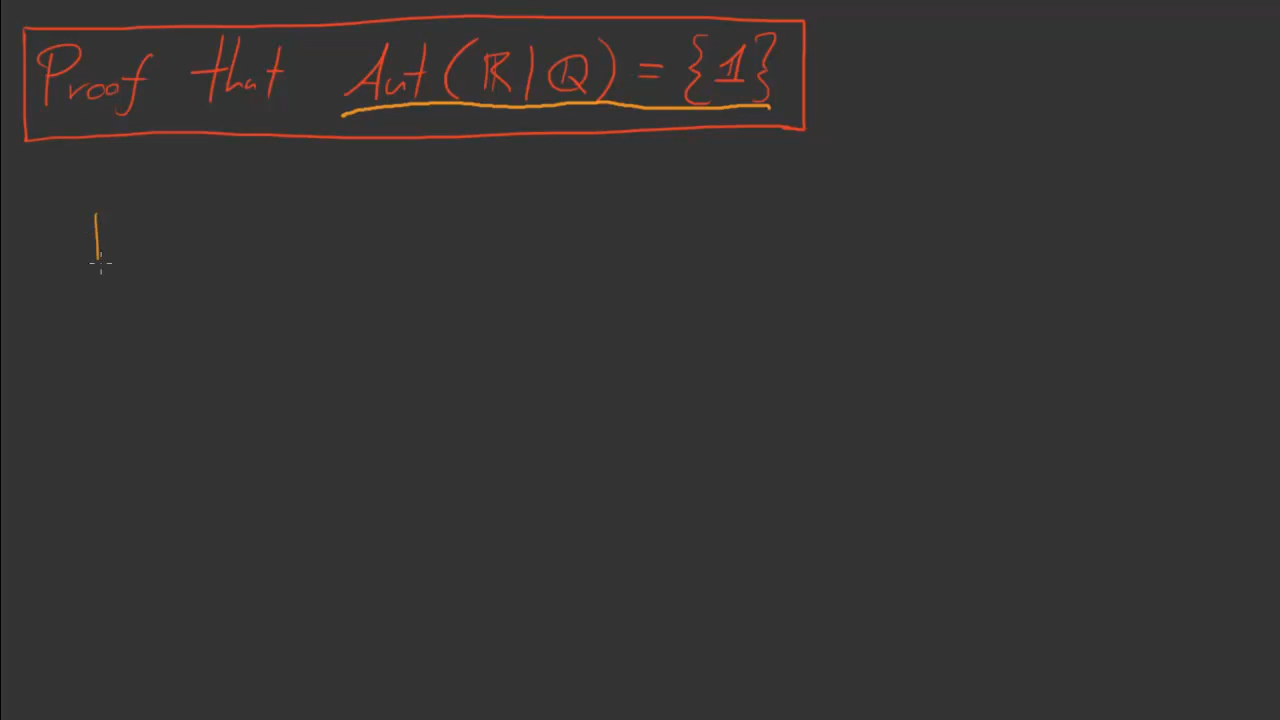 Proof that Aut(ℝ|ℚ) = {1}